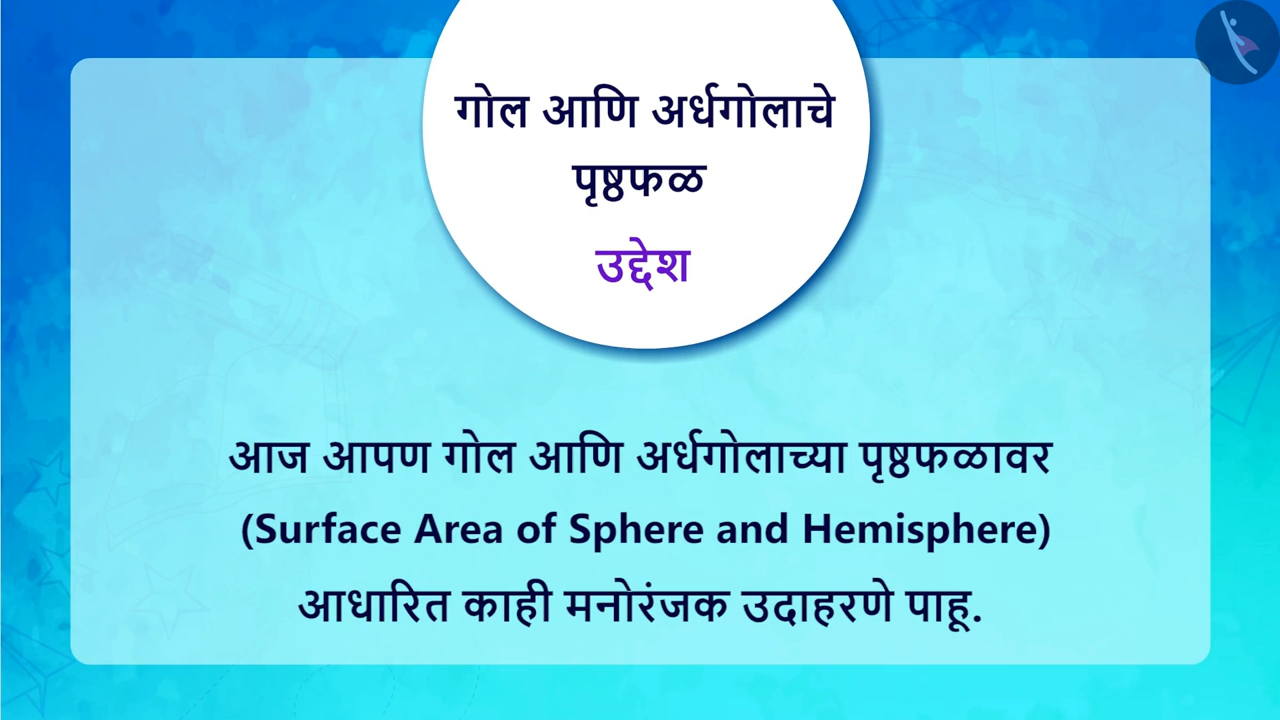 गोल आणि अर्धगोलाचे
पृष्ठफळ
उद्देश
आज आपण गोल आणि अर्धगोलाच्या पृष्ठफळावर
(Surface Area of Sphere and Hemisphere)
आधारित काही मनोरंजक उदाहरणे पाहू.